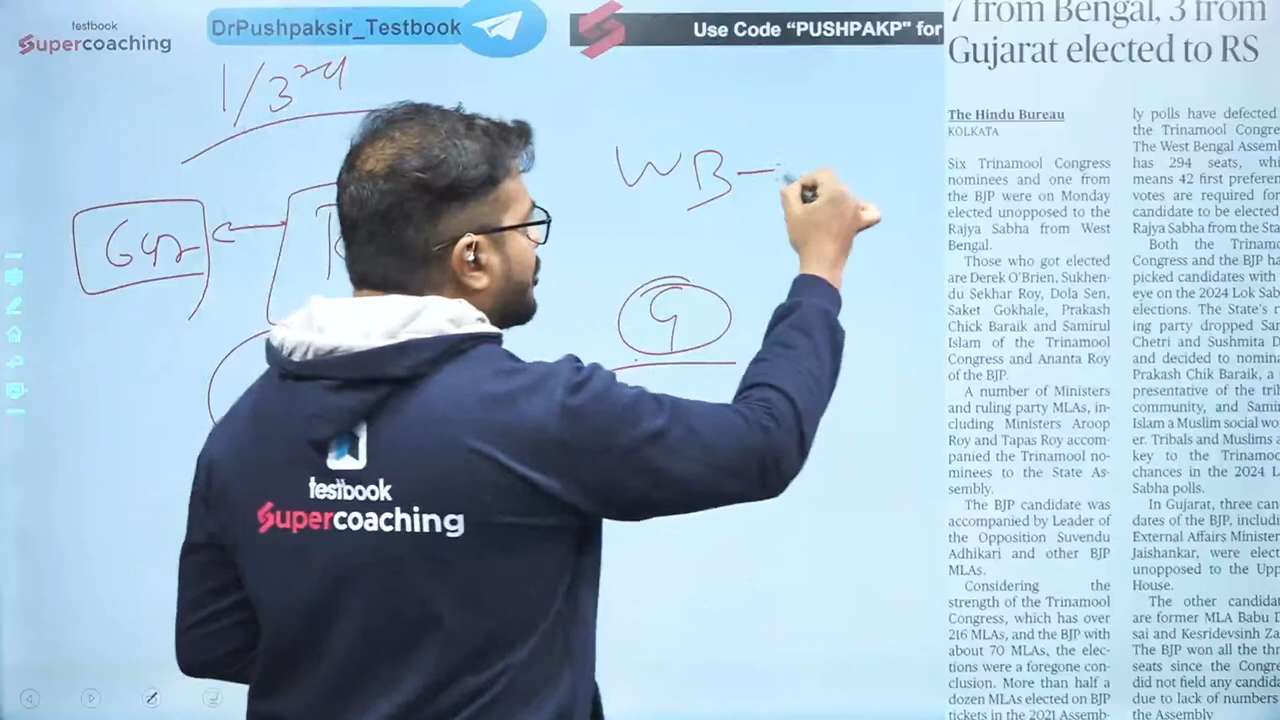 testbook
Supercoaching
DrPushpaksir_Testbook
Use Code “PUSHPAKP” for
1/3rd
WB-
G
testbook
Supercoaching
7 from Bengal, 3 from
Gujarat elected to RS
The Hindu Bureau
KOLKATA
Six Trinamool Congress
nominees and one from
the BJP were on Monday
elected unopposed to the
Rajya Sabha from West
Bengal.
Those who got elected
are Derek O'Brien, Sukhen-
du Sekhar Roy, Dola Sen,
Saket Gokhale, Prakash
Chick Baraik and Samirul
Islam of the Trinamool
Congress and Ananta Roy
of the BJP.
A number of Ministers
and ruling party MLAs, in-
cluding Ministers Aroop
Roy and Tapas Roy accom-
panied the Trinamool no-
minees to the State As-
sembly.
The BJP candidate was
accompanied by Leader of
the Opposition Suvendu
Adhikari and other BJP
MLAs.
Considering the
strength of the Trinamool
Congress, which has over
216 MLAs, and the BJP with
about 70 MLAs, the elec-
tions were a foregone con-
clusion. More than half a
dozen MLAs elected on BJP
tickets in the 2021 Assemb-
ly polls have defected
the Trinamool Congre
The West Bengal Assem
has 294 seats, whi
means 42 first preferen
votes are required for
candidate to be elected
Rajya Sabha from the Sta
Both the Trinamo
Congress and the BJP ha
picked candidates with
eye on the 2024 Lok Sab
elections. The State's r
ing party dropped San
Chetri and Sushmita D
and decided to nomin
Prakash Chik Baraik, a
presentative of the trib
community, and Sami
Islam a Muslim social wo
er. Tribals and Muslims a
key to the Trinamoo
chances in the 2024 L
Sabha polls.
In Gujarat, three can
dates of the BJP, includi
External Affairs Minister
Jaishankar, were elect
unopposed to the Upp
House.
The other candidat
are former MLA Babu D
sai and Kesridevsinh Za
The BJP won all the thr
seats since the Congre
did not field any candida
due to lack of numbers
the Assembly